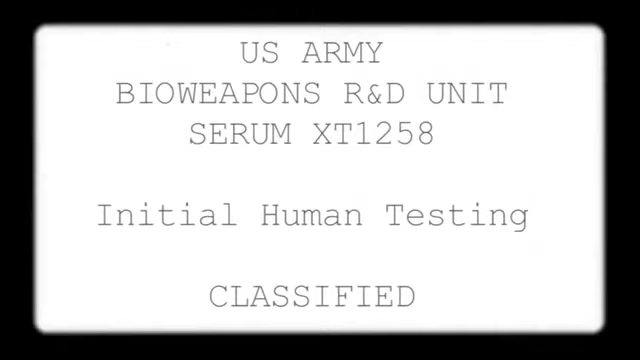 US ARMY
BIOWEAPONS R&D UNIT
SERUM XT1258
Initial Human Testing
CLASSIFIED